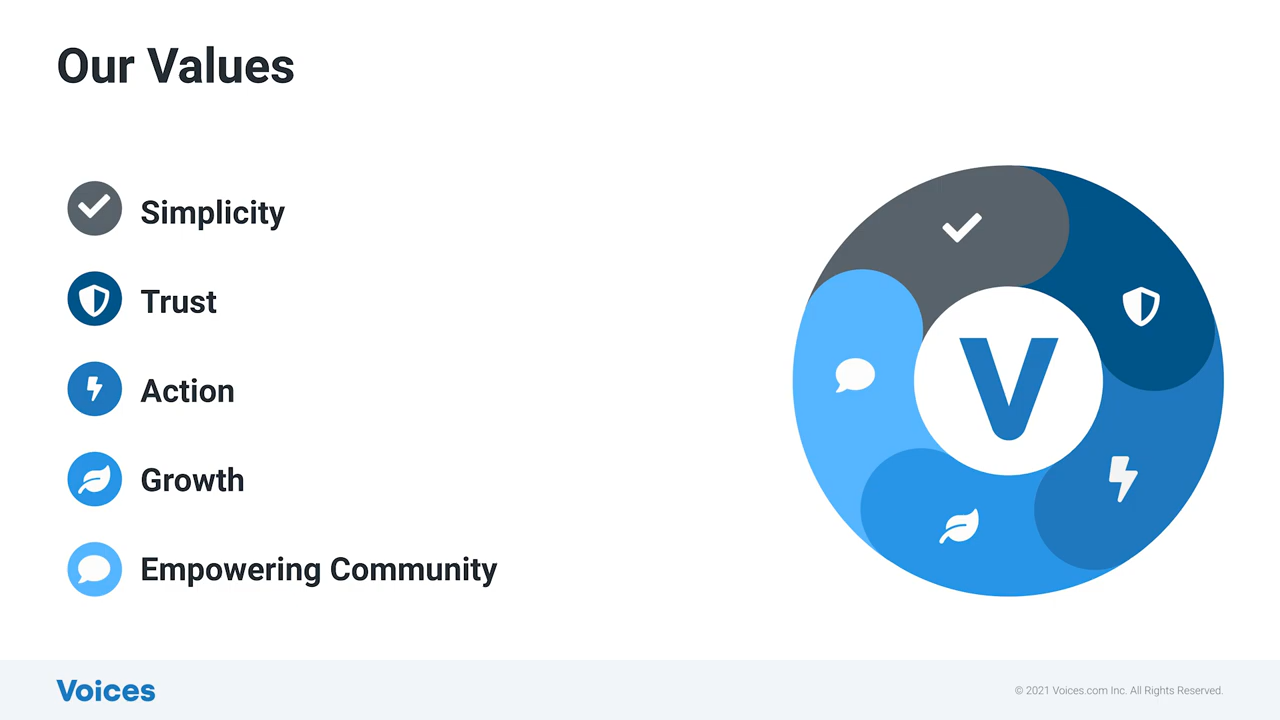 Our Values
Simplicity
Trust
Action
Growth
Empowering Community
V
Voices
© 2021 Voices.com Inc. All Rights Reserved.